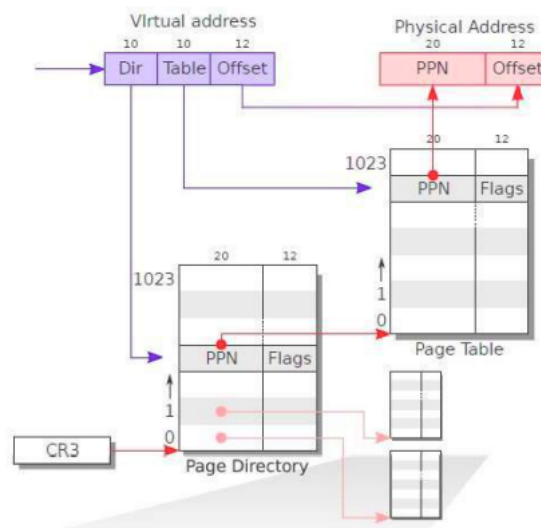 VIrtual address
10 10 12
Dir Table Offset
Physical Address
20 12
PPN Offset
20 12
1023
PPN Flags
1
0
Page Table
20 12
1023
PPN Flags
1
0
CR3
Page Directory